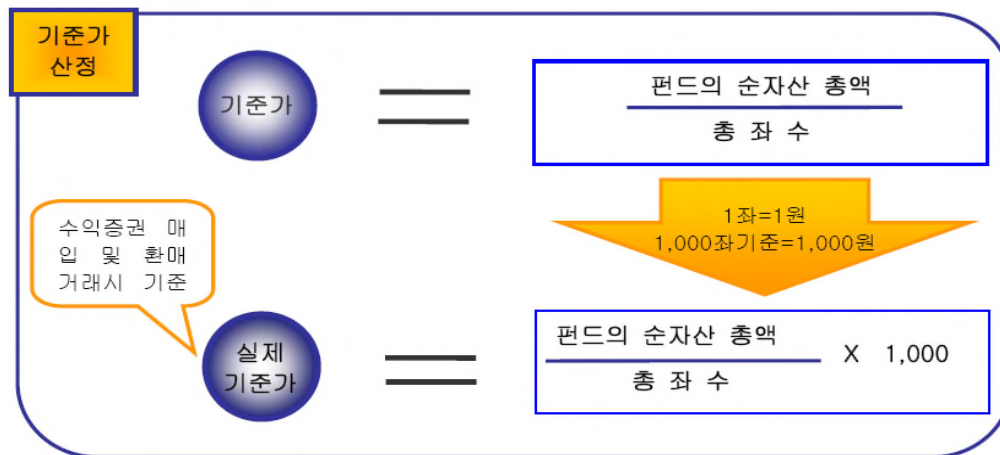 기준가
산정
기준가
펀드의 순자산 총액
총 좌 수
1좌=1원
1,000좌기준=1,000원
수익증권 매
입 및 환매
거래시 기준
실제
기준가
펀드의 순자산 총액
총 좌 수
X 1,000